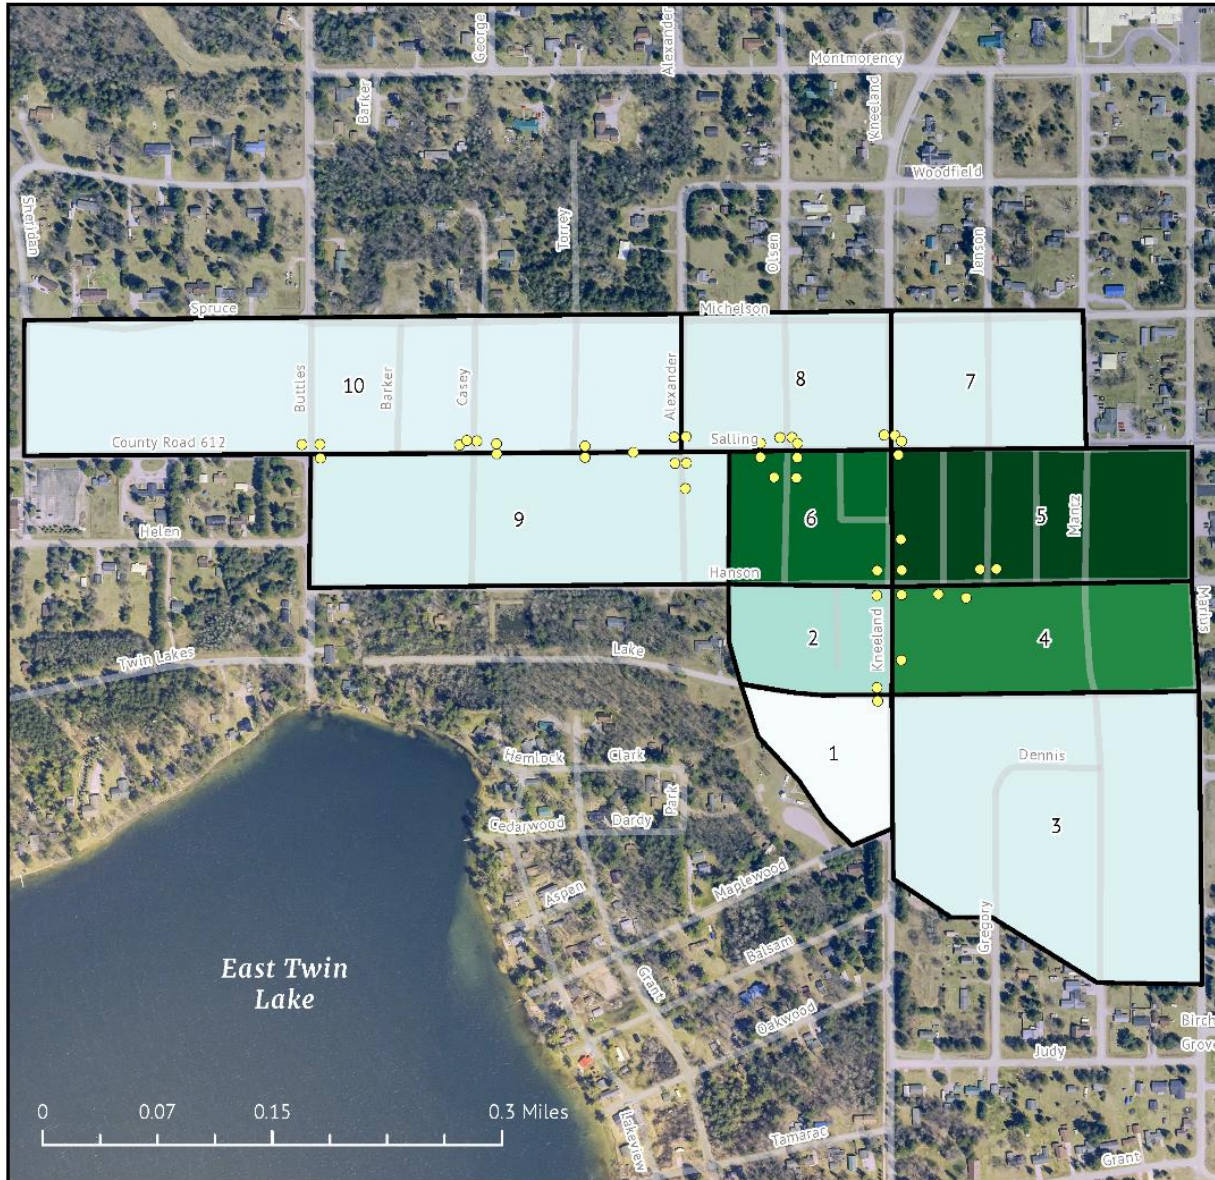 George
Alexander
Montmorency
Barker
Kneeland
Woodfield
Sheridan
Torrey
Olsen
Jenson
Spruce
Michelson
Buttles
10
Barker
Casey
Alexander
8
7
County Road 612
Salling
Helen
9
6
5
Mantz
Hanson
Marius
Twin Lakes
Lake
2
Kneeland
4
Hemlock
Clark
1
Dennis
Park
Cedarwood
Dardy
3
Maplewood
Aspen
Gregory
Balsam
East Twin
Lake
Grant
Oakwood
Birch
Grove
Judy
0
0.07
0.15
0.3 Miles
Lakeview
Tamarac
Grant